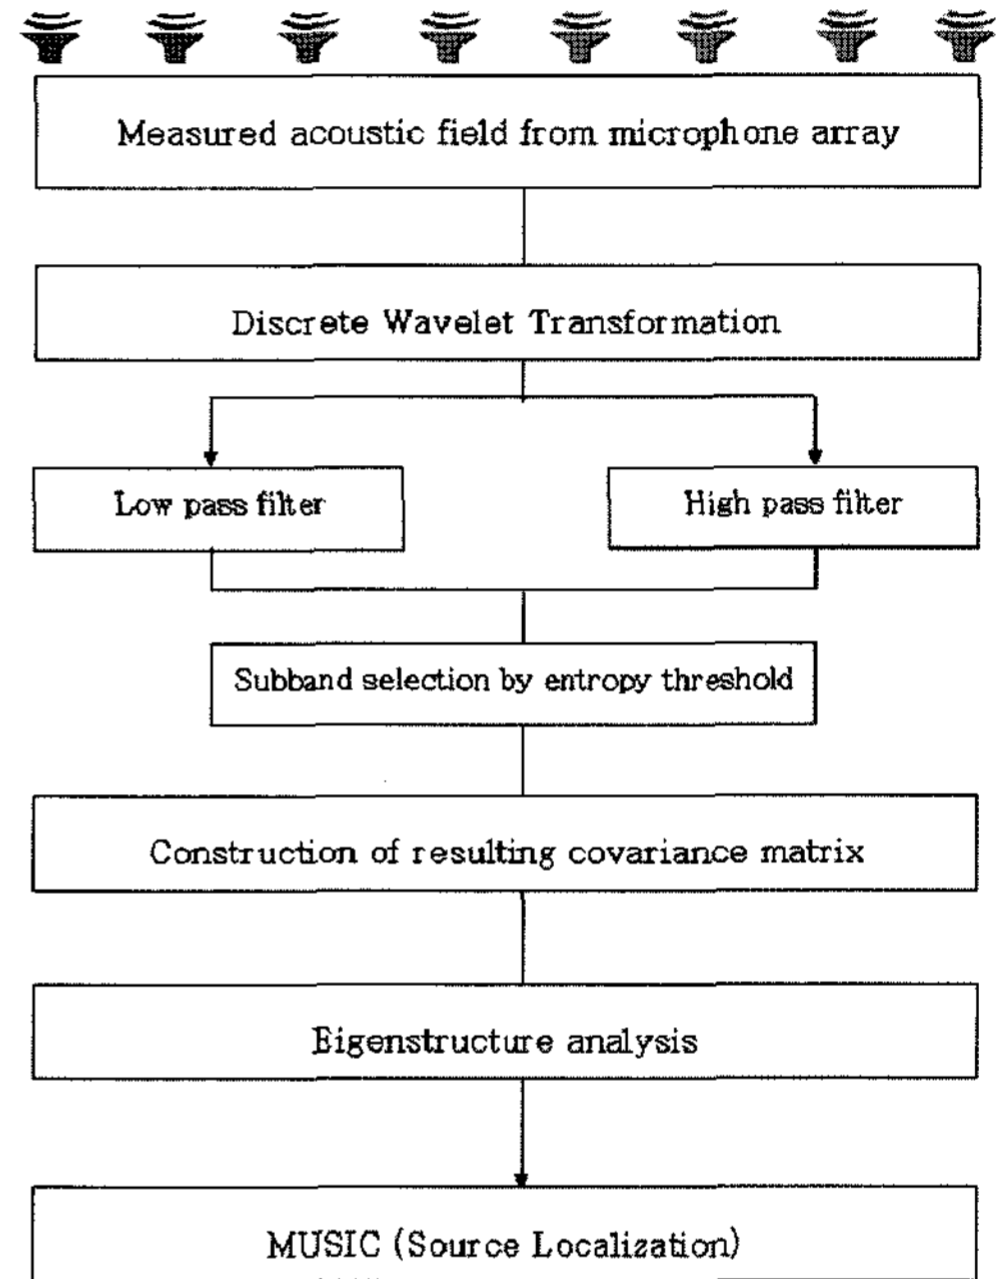 Measured acoustic field from microphone array
Discrete Wavelet Transformation
Low pass filter
High pass filter
Subband selection by entropy threshold
Construction of resulting covariance matrix
Eigenstructure analysis
MUSIC (Source Localization)